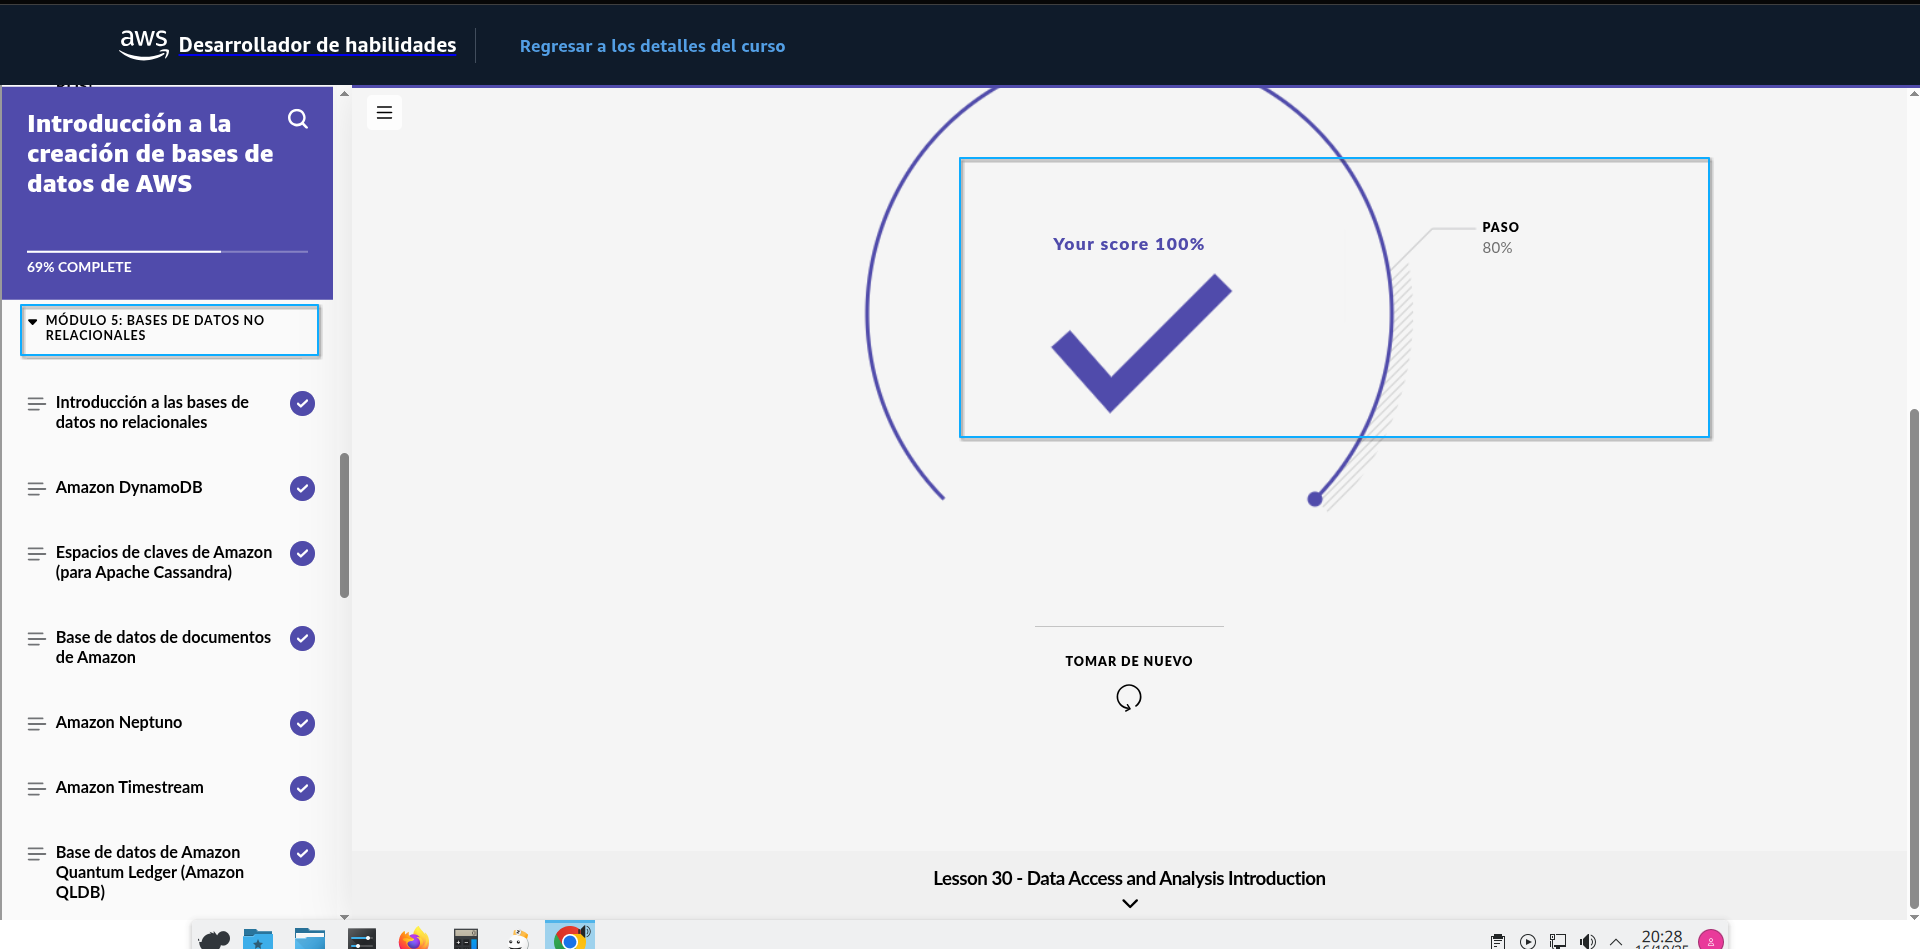 aws Desarrollador de habilidades
Regresar a los detalles del curso
Introducción a la
creación de bases de
datos de AWS
69% COMPLETE
MÓDULO 5: BASES DE DATOS NO
RELACIONALES
Introducción a las bases de
datos no relacionales
Amazon DynamoDB
Espacios de claves de Amazon
(para Apache Cassandra)
Base de datos de documentos
de Amazon
Amazon Neptuno
Amazon Timestream
Base de datos de Amazon
Quantum Ledger (Amazon
QLDB)
Your score 100%
PASO
80%
TOMAR DE NUEVO
Lesson 30 - Data Access and Analysis Introduction
20:28